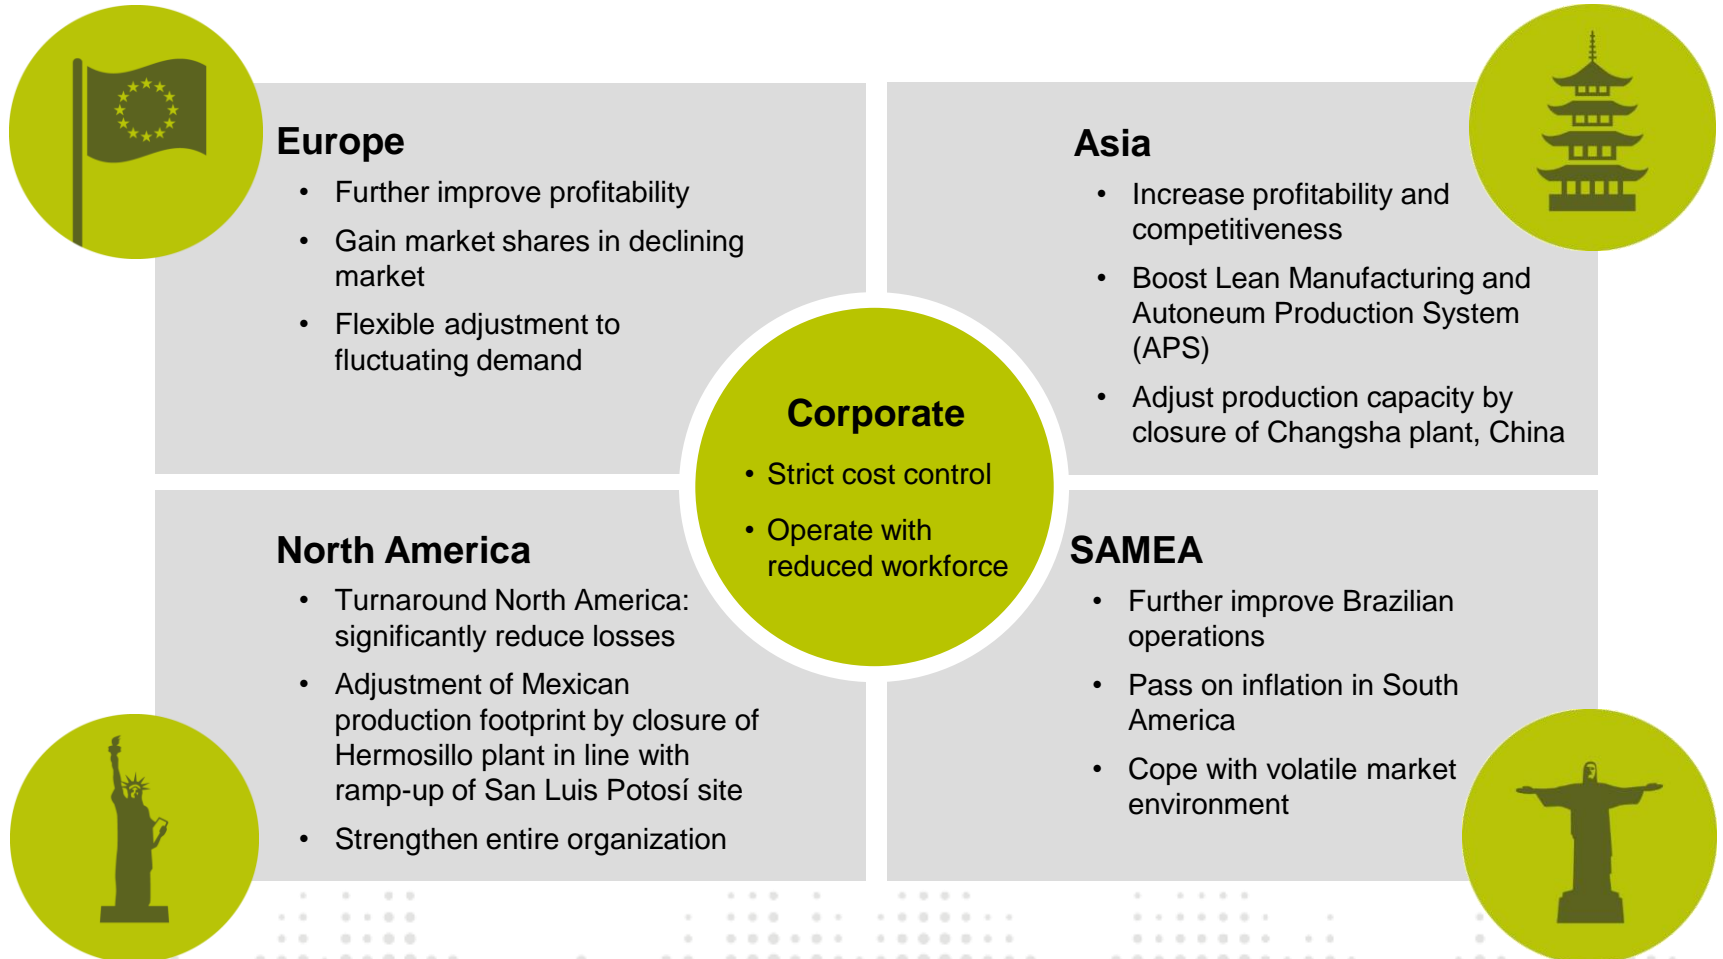 Europe
• Further improve profitability
• Gain market shares in declining
market
• Flexible adjustment to
fluctuating demand
Asia
• Increase profitability and
competitiveness
• Boost Lean Manufacturing and
Autoneum Production System
(APS)
• Adjust production capacity by
closure of Changsha plant, China
Corporate
• Strict cost control
• Operate with
reduced workforce
North America
• Turnaround North America:
significantly reduce losses
• Adjustment of Mexican
production footprint by closure of
Hermosillo plant in line with
ramp-up of San Luis Potosí site
• Strengthen entire organization
SAMEA
• Further improve Brazilian
operations
• Pass on inflation in South
America
• Cope with volatile market
environment